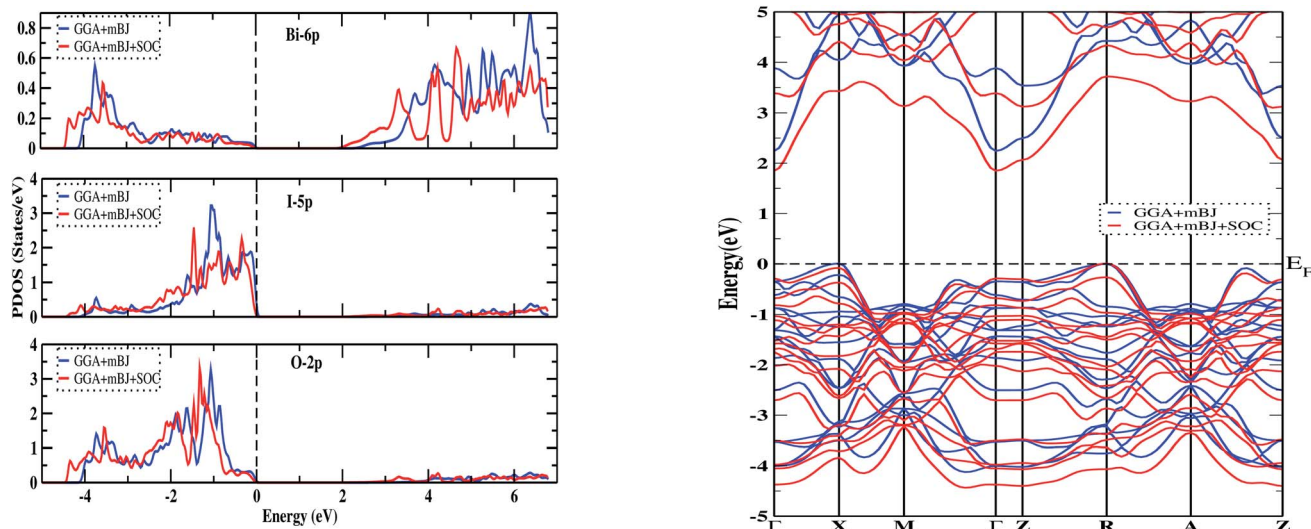 0.8
0.6
0.4
0.2
0
GGA+mBJ
GGA+mBJ+SOC
Bi-6p
4
3
2
1
0
GGA+mBJ
GGA+mBJ+SOC
I-5p
PDOS (States/eV)
4
3
2
1
0
GGA+mBJ
GGA+mBJ+SOC
O-2p
-4 -2 0 2 4 6
Energy (eV)
5
4
3
2
1
0
-1
-2
-3
-4
-5
Energy(eV)
GGA+mBJ
GGA+mBJ+SOC
E_F
Γ X M Γ Z R A Z